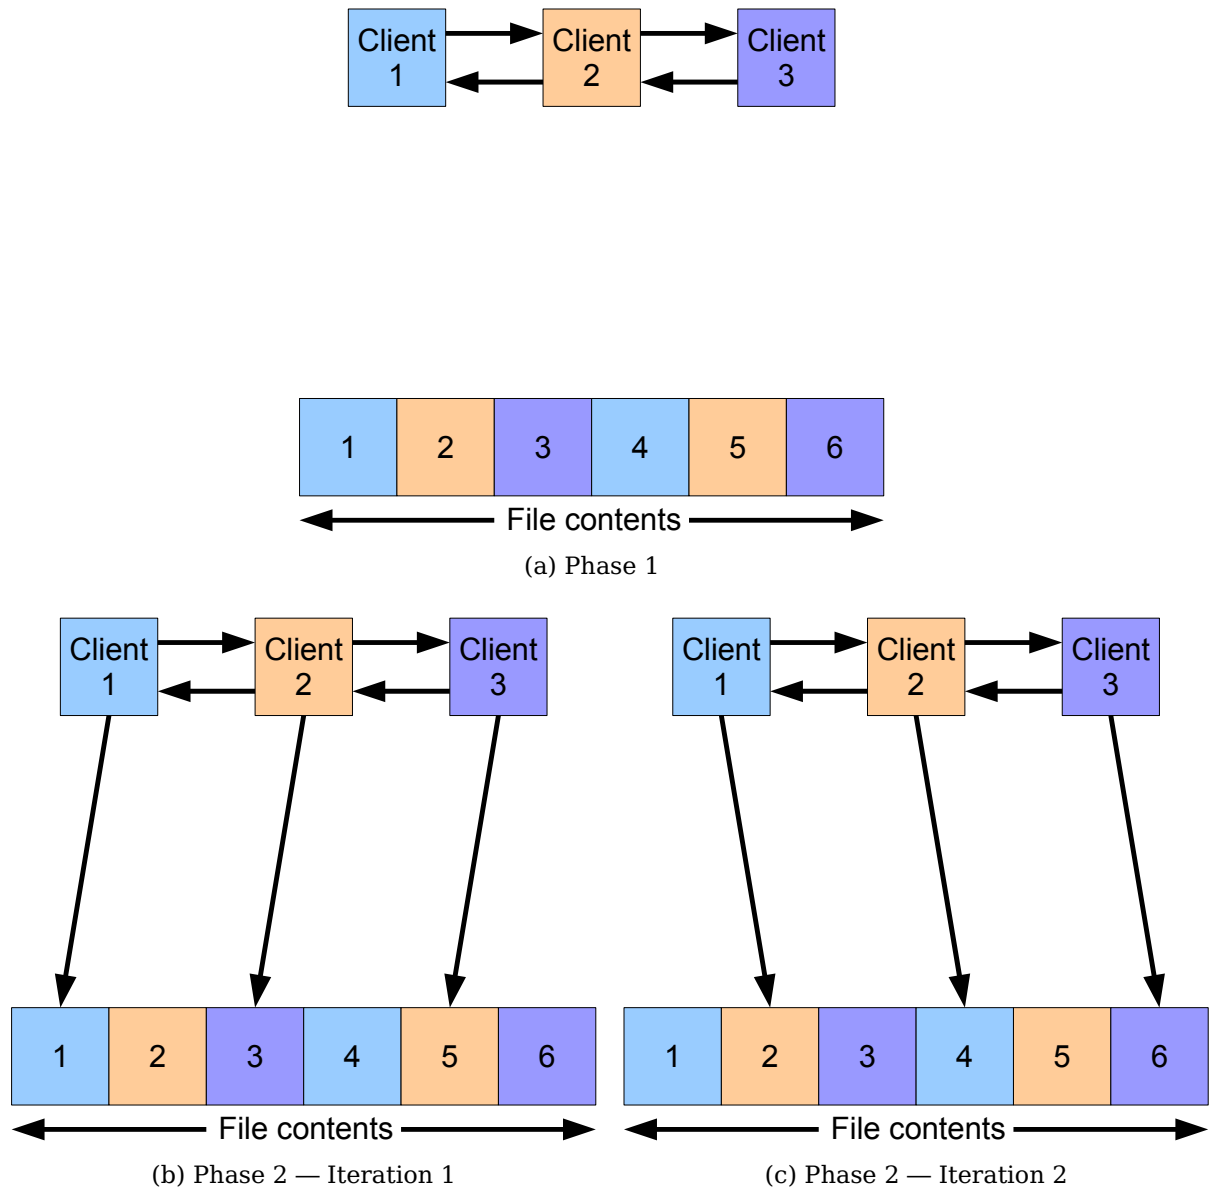 Client
1
Client
2
Client
3
1 2 3 4 5 6
File contents
(a) Phase 1
Client
1
Client
2
Client
3
1 2 3 4 5 6
File contents
(b) Phase 2 — Iteration 1
Client
1
Client
2
Client
3
1 2 3 4 5 6
File contents
(c) Phase 2 — Iteration 2